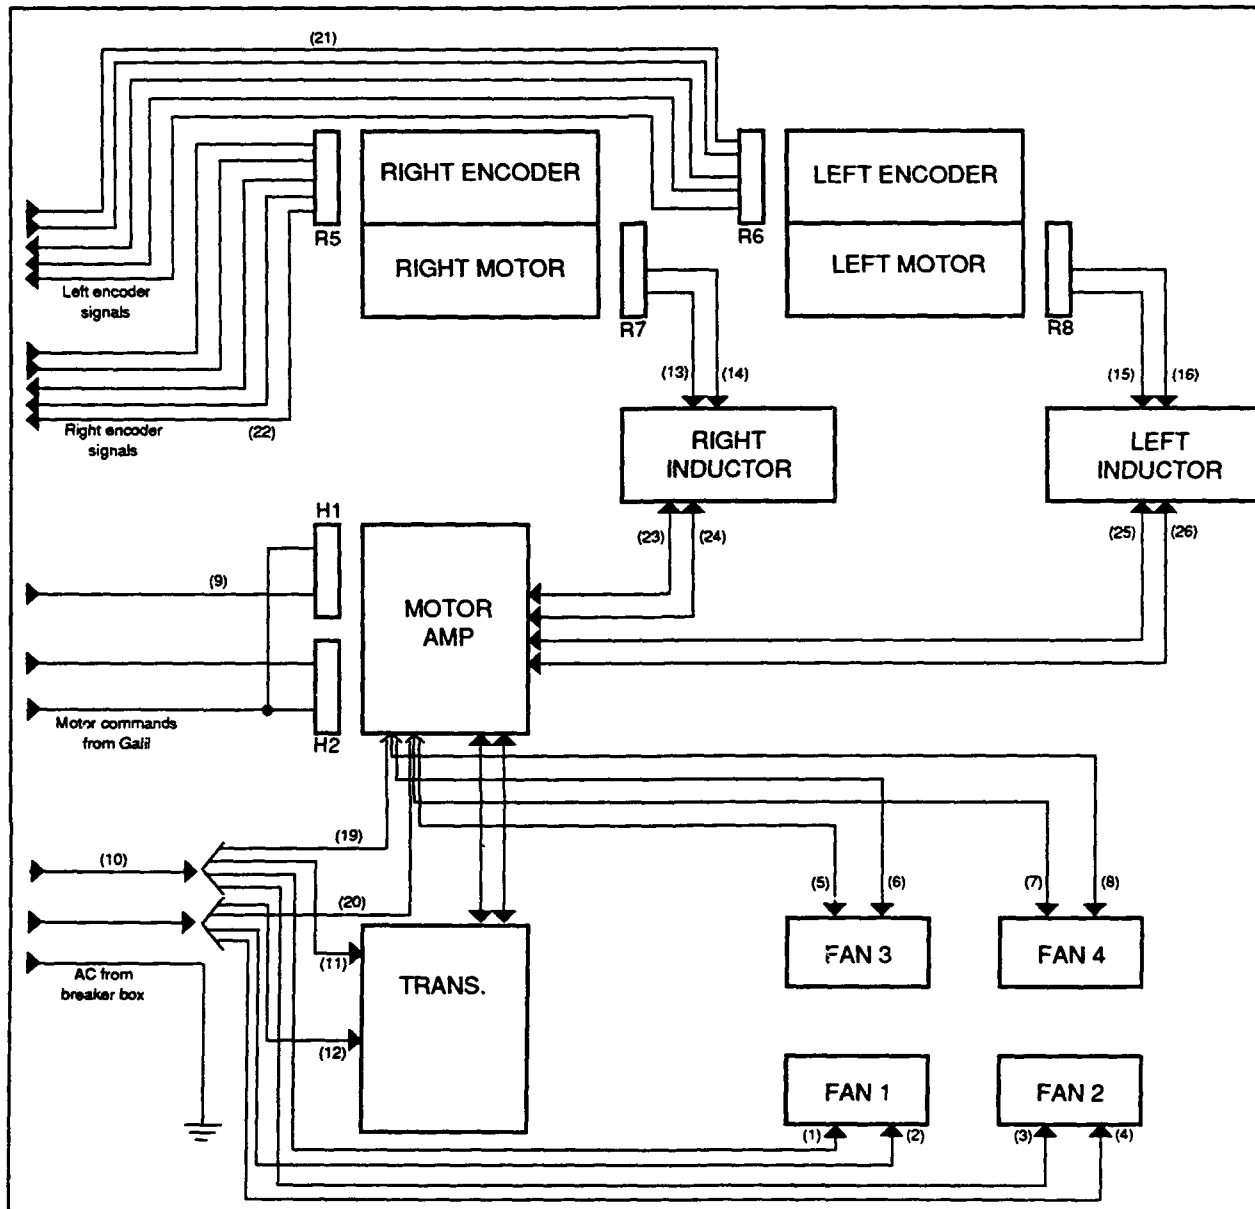 (21)
RIGHT ENCODER
LEFT ENCODER
R5
R6
RIGHT MOTOR
LEFT MOTOR
Left encoder
signals
R7
R8
(13)
(14)
(15)
(16)
Right encoder
signals
(22)
RIGHT
INDUCTOR
LEFT
INDUCTOR
H1
(23)
(24)
(25)
(26)
(9)
MOTOR
AMP
Motor commands
from Galil
H2
(19)
(10)
(20)
(5)
(6)
(7)
(8)
AC from
breaker box
(11)
TRANS.
FAN 3
FAN 4
(12)
FAN 1
FAN 2
(1)
(2)
(3)
(4)